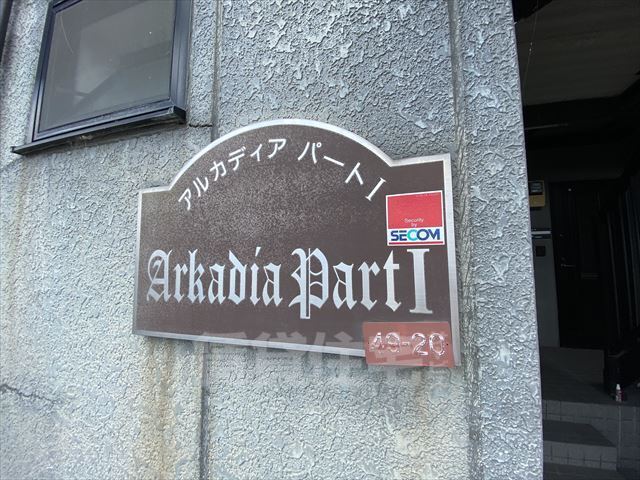 アルカディア パートI
Security
by
SECOM
Arkadia Part I
49-20